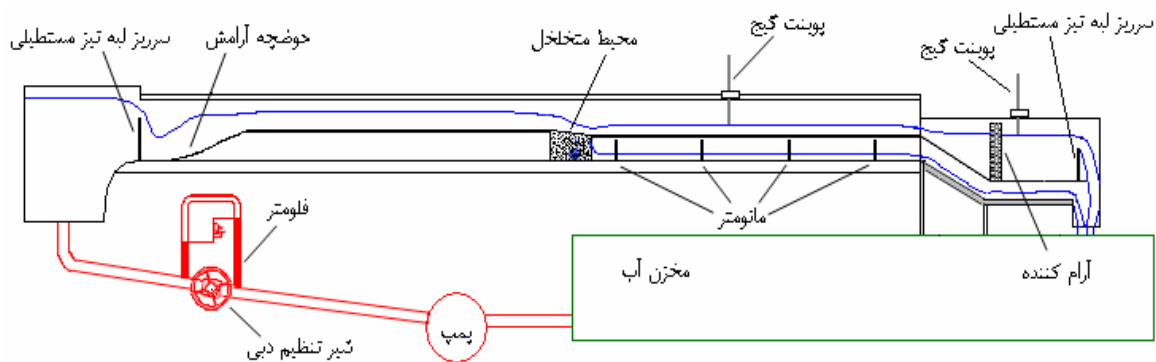 سرریز لبه تیز مستطیلی
پوینت گیج
محیط متخلخل
حوضچه آرامش
سرریز لبه تیز مستطیلی
پوینت گیج
مانومتر
فلومتر
آرام کننده
مخزن آب
پمپ
شیر تنظیم دبی